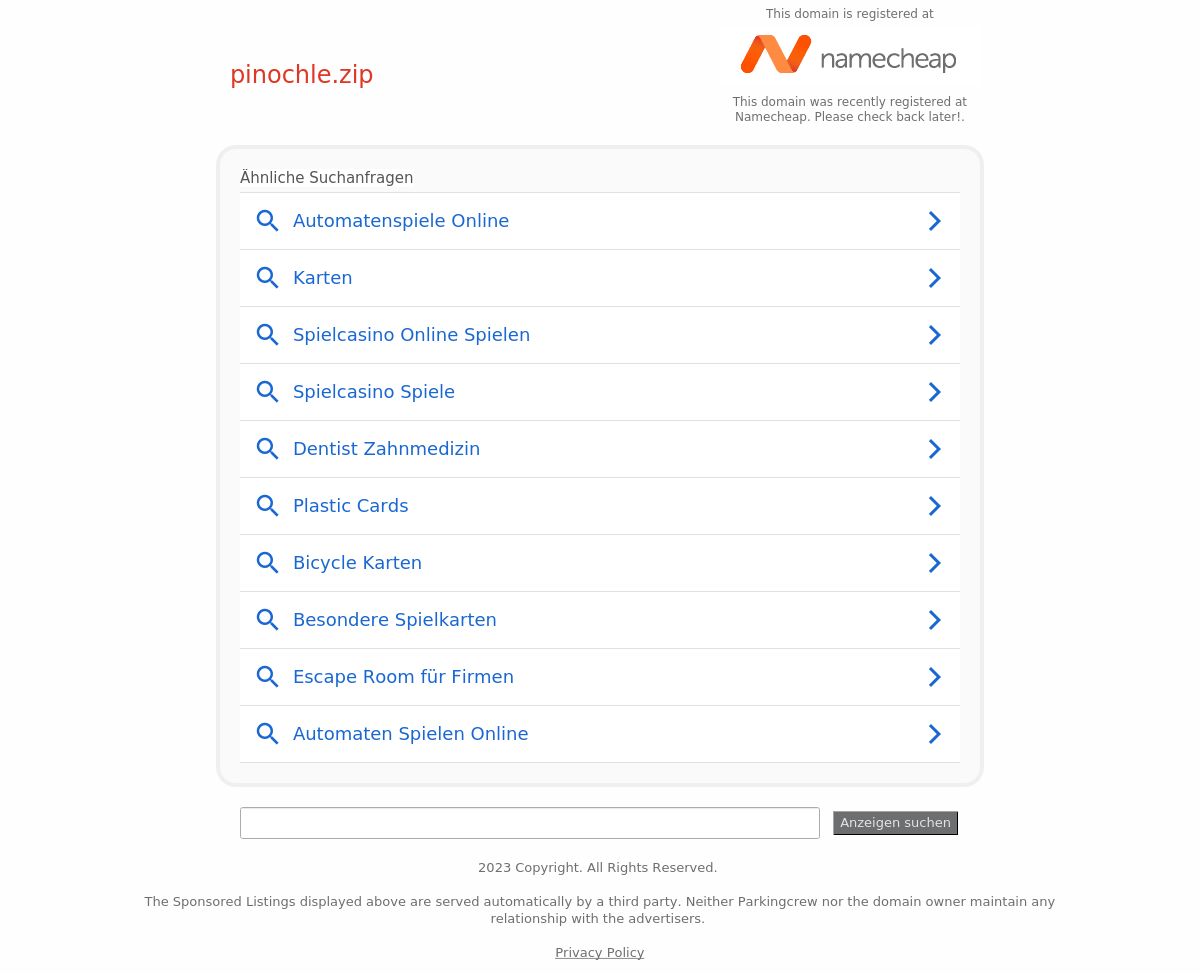 This domain is registered at
namecheap
pinochle.zip
This domain was recently registered at
Namecheap. Please check back later!.
Ähnliche Suchanfragen
Automatenspiele Online
Karten
Spielcasino Online Spielen
Spielcasino Spiele
Dentist Zahnmedizin
Plastic Cards
Bicycle Karten
Besondere Spielkarten
Escape Room für Firmen
Automaten Spielen Online
Anzeigen suchen
2023 Copyright. All Rights Reserved.
The Sponsored Listings displayed above are served automatically by a third party. Neither Parkingcrew nor the domain owner maintain any
relationship with the advertisers.
Privacy Policy